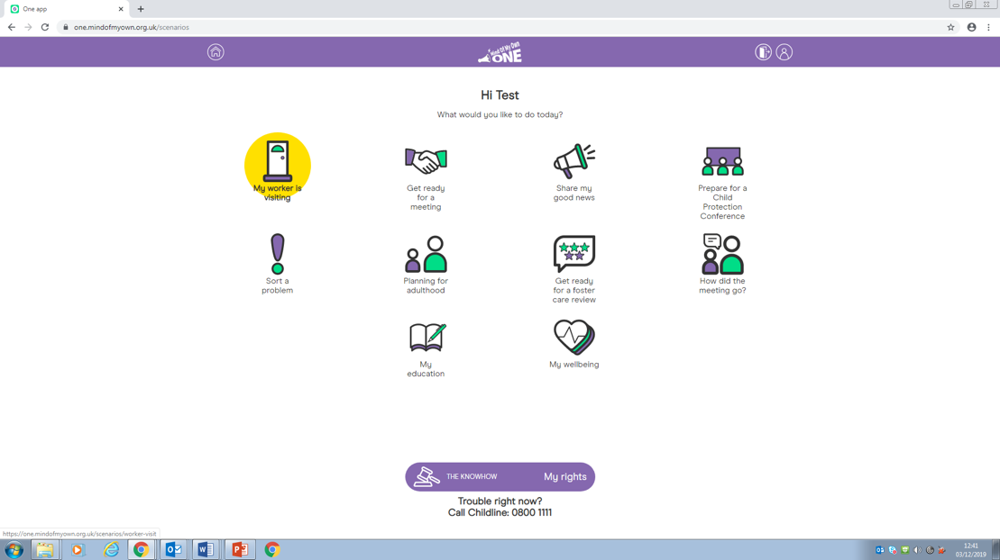 One app
one.mindofmyown.org.uk/scenarios
Mind Of My Own
ONE
Hi Test
What would you like to do today?
My worker is
visiting
Get ready
for a
meeting
Share my
good news
Prepare for a
Child
Protection
Conference
Sort a
problem
Planning for
adulthood
Get ready
for a foster
care review
How did the
meeting go?
My
education
My wellbeing
THE KNOWHOW
My rights
Trouble right now?
Call Childline: 0800 1111
https://one.mindofmyown.org.uk/scenarios/worker-visit
12:41
03/12/2019